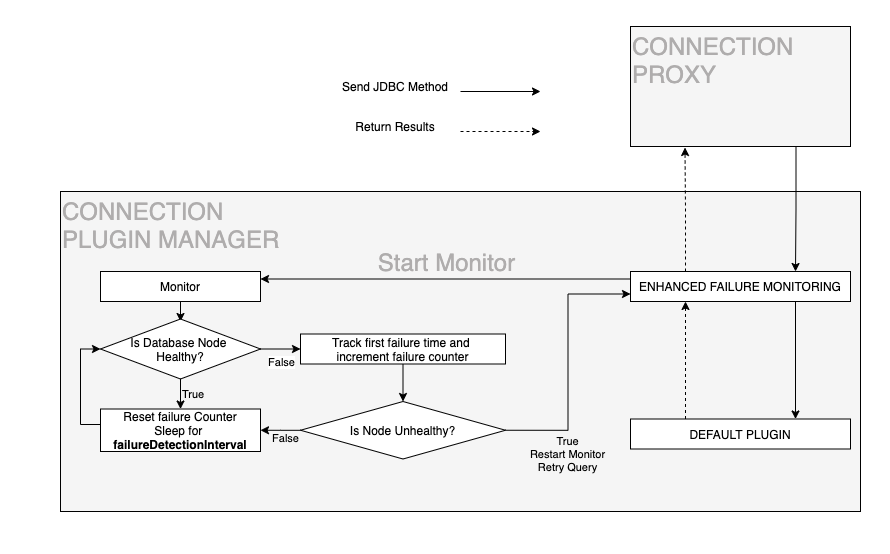 CONNECTION
PROXY
Send JDBC Method
Return Results
CONNECTION
PLUGIN MANAGER
Start Monitor
Monitor
ENHANCED FAILURE MONITORING
Is Database Node
Healthy?
False
Track first failure time and
increment failure counter
True
Reset failure Counter
Sleep for
failureDetectionInterval
False
Is Node Unhealthy?
True
Restart Monitor
Retry Query
DEFAULT PLUGIN